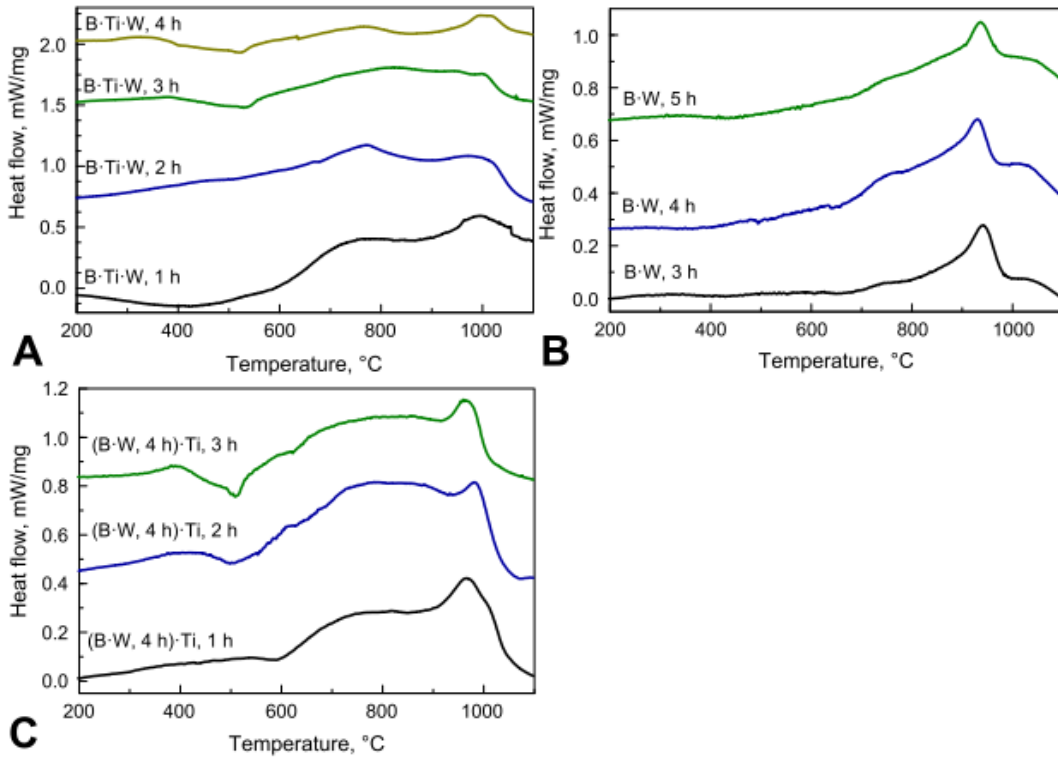 Heat flow, mW/mg
2.0
1.5
1.0
0.5
0.0
B·Ti·W, 4 h
B·Ti·W, 3 h
B·Ti·W, 2 h
B·Ti·W, 1 h
200 400 600 800 1000
Temperature, °C
A
Heat flow, mW/mg
1.0
0.8
0.6
0.4
0.2
0.0
B·W, 5 h
B·W, 4 h
B·W, 3 h
200 400 600 800 1000
Temperature, °C
B
Heat flow, mW/mg
1.2
1.0
0.8
0.6
0.4
0.2
0.0
(B·W, 4 h)·Ti, 3 h
(B·W, 4 h)·Ti, 2 h
(B·W, 4 h)·Ti, 1 h
200 400 600 800 1000
Temperature, °C
C